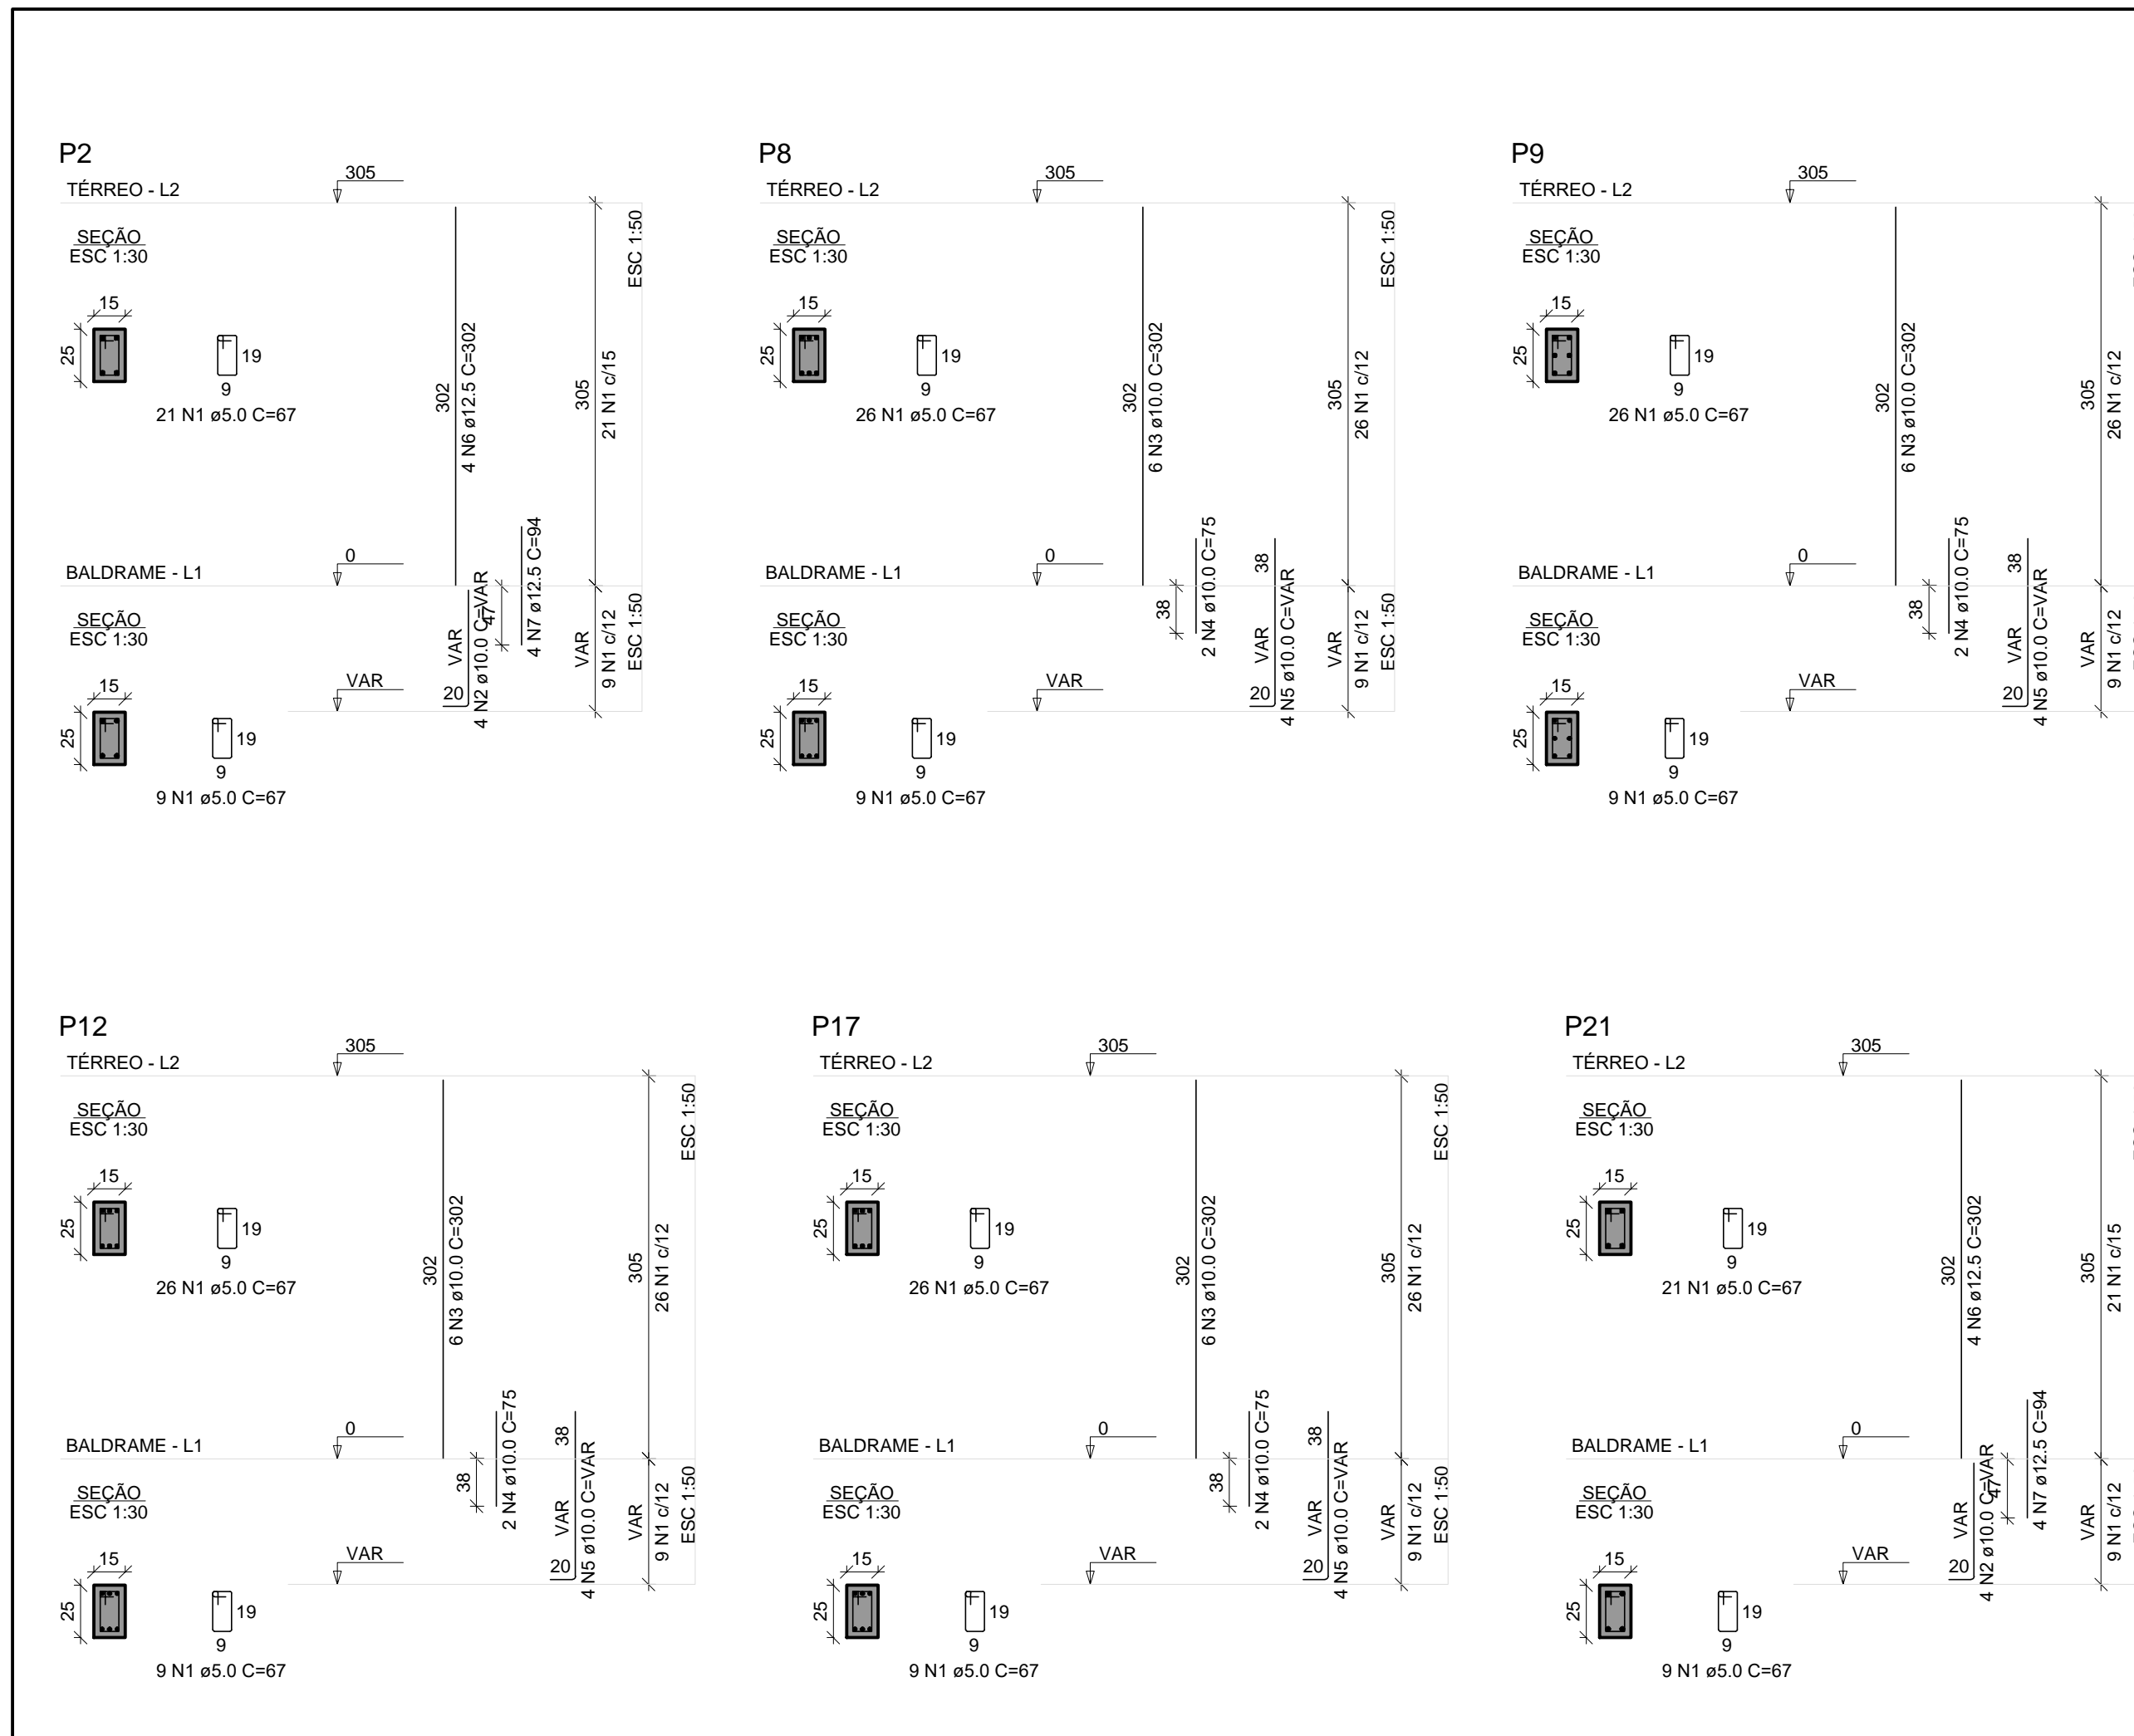 P2
TÉRREO - L2
305
SEÇÃO
ESC 1:30
15
25
19
9
21 N1 ø5.0 C=67
302
4 N6 ø12.5 C=302
305
21 N1 c/15
ESC 1:50
BALDRAME - L1
0
SEÇÃO
ESC 1:30
VAR
15
25
19
9
9 N1 ø5.0 C=67
VAR
20
4 N2 ø10.0 C=VAR
47
4 N7 ø12.5 C=94
VAR
9 N1 c/12
ESC 1:50
P8
TÉRREO - L2
305
SEÇÃO
ESC 1:30
15
25
19
9
26 N1 ø5.0 C=67
302
6 N3 ø10.0 C=302
305
26 N1 c/12
ESC 1:50
BALDRAME - L1
0
SEÇÃO
ESC 1:30
VAR
15
25
19
9
9 N1 ø5.0 C=67
38
2 N4 ø10.0 C=75
38
VAR
20
4 N5 ø10.0 C=VAR
VAR
9 N1 c/12
ESC 1:50
P9
TÉRREO - L2
305
SEÇÃO
ESC 1:30
15
25
19
9
26 N1 ø5.0 C=67
302
6 N3 ø10.0 C=302
305
26 N1 c/12
BALDRAME - L1
0
SEÇÃO
ESC 1:30
VAR
15
25
19
9
9 N1 ø5.0 C=67
38
2 N4 ø10.0 C=75
38
VAR
20
4 N5 ø10.0 C=VAR
VAR
9 N1 c/12
P12
TÉRREO - L2
305
SEÇÃO
ESC 1:30
15
25
19
9
26 N1 ø5.0 C=67
302
6 N3 ø10.0 C=302
305
26 N1 c/12
ESC 1:50
BALDRAME - L1
0
SEÇÃO
ESC 1:30
VAR
15
25
19
9
9 N1 ø5.0 C=67
38
2 N4 ø10.0 C=75
38
VAR
20
4 N5 ø10.0 C=VAR
VAR
9 N1 c/12
ESC 1:50
P17
TÉRREO - L2
305
SEÇÃO
ESC 1:30
15
25
19
9
26 N1 ø5.0 C=67
302
6 N3 ø10.0 C=302
305
26 N1 c/12
ESC 1:50
BALDRAME - L1
0
SEÇÃO
ESC 1:30
VAR
15
25
19
9
9 N1 ø5.0 C=67
38
2 N4 ø10.0 C=75
38
VAR
20
4 N5 ø10.0 C=VAR
VAR
9 N1 c/12
ESC 1:50
P21
TÉRREO - L2
305
SEÇÃO
ESC 1:30
15
25
19
9
21 N1 ø5.0 C=67
302
4 N6 ø12.5 C=302
305
21 N1 c/15
BALDRAME - L1
0
SEÇÃO
ESC 1:30
VAR
15
25
19
9
9 N1 ø5.0 C=67
VAR
20
4 N2 ø10.0 C=VAR
47
4 N7 ø12.5 C=94
VAR
9 N1 c/12